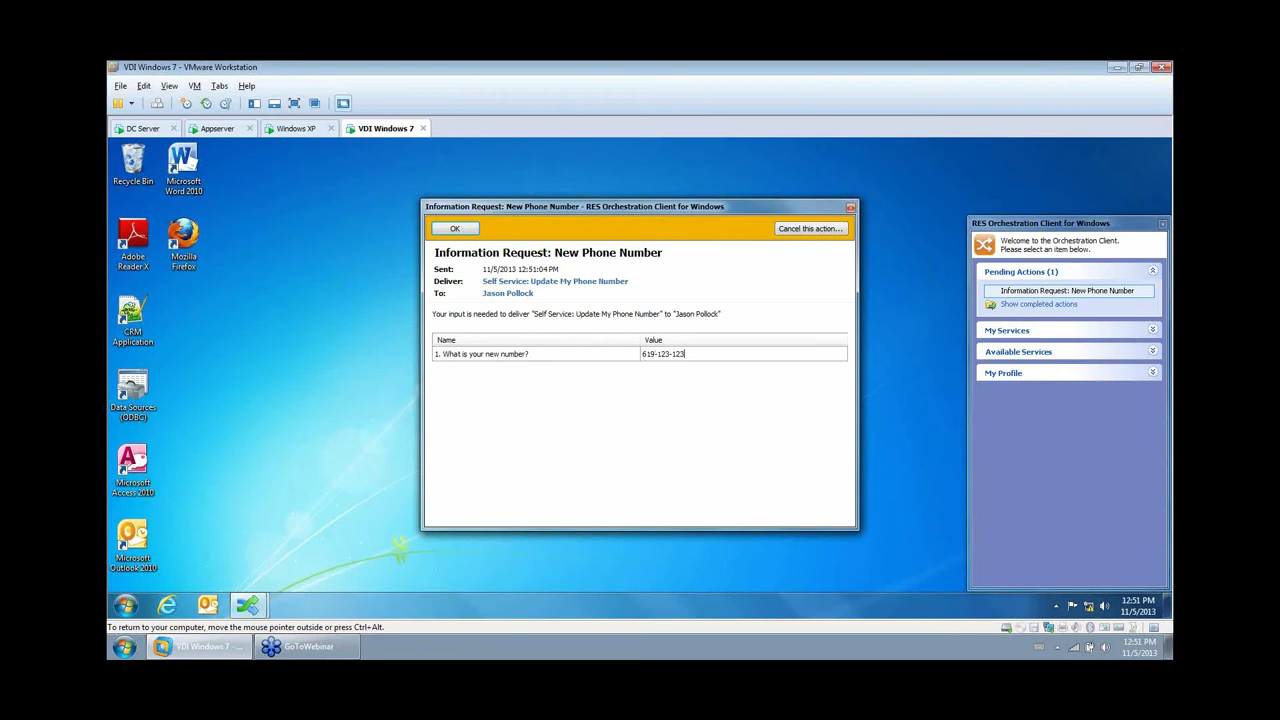 VDI Windows 7 - VMware Workstation
File Edit View VM Tabs Help
DC Server Appserver Windows XP VDI Windows 7
Recycle Bin
Microsoft Word 2010
Adobe Reader X
Mozilla Firefox
CRM Application
Data Sources (ODBC)
Microsoft Access 2010
Microsoft Outlook 2010
Information Request: New Phone Number - RES Orchestration Client for Windows
OK Cancel this action...
Information Request: New Phone Number
Sent: 11/5/2013 12:51:04 PM
Deliver: Self Service: Update My Phone Number
To: Jason Pollock
Your input is needed to deliver "Self Service: Update My Phone Number" to "Jason Pollock"
Name Value
1. What is your new number? 619-123-123
RES Orchestration Client for Windows
Welcome to the Orchestration Client.
Please select an item below.
Pending Actions (1)
Information Request: New Phone Number
Show completed actions
My Services
Available Services
My Profile
12:51 PM
11/5/2013
To return to your computer, move the mouse pointer outside or press Ctrl+Alt.
VDI Windows 7 - ... GoToWebinar
12:51 PM
11/5/2013